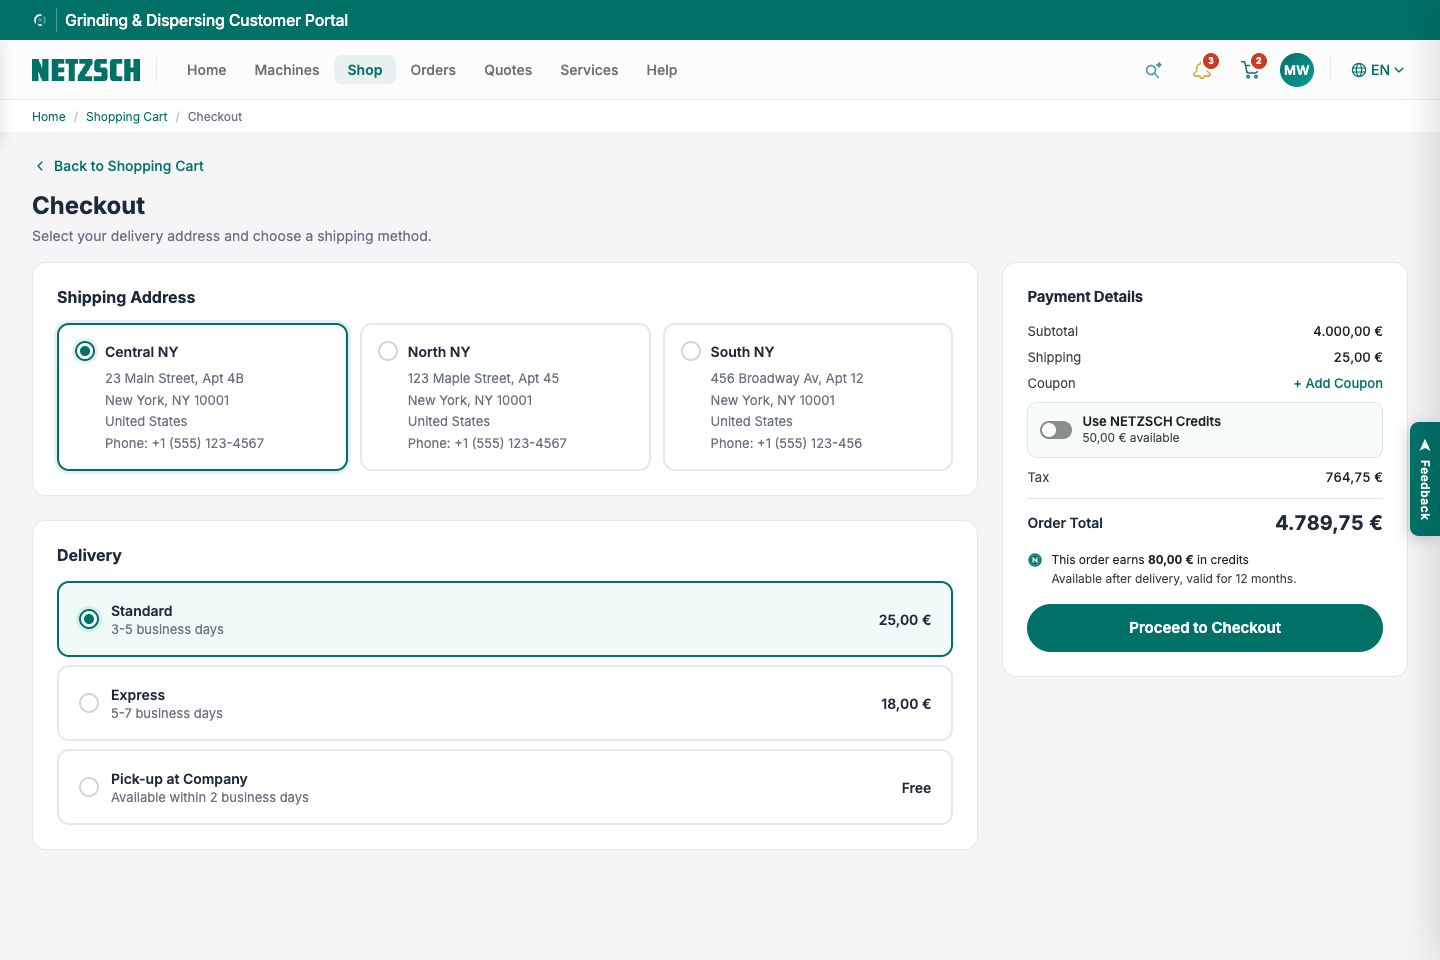 Grinding & Dispersing Customer Portal
NETZSCH
Home
Machines
Shop
Orders
Quotes
Services
Help
3
2
MW
EN
Home / Shopping Cart / Checkout
Back to Shopping Cart
Checkout
Select your delivery address and choose a shipping method.
Shipping Address
Central NY
23 Main Street, Apt 4B
New York, NY 10001
United States
Phone: +1 (555) 123-4567
North NY
123 Maple Street, Apt 45
New York, NY 10001
United States
Phone: +1 (555) 123-4567
South NY
456 Broadway Av, Apt 12
New York, NY 10001
United States
Phone: +1 (555) 123-456
Delivery
Standard
3-5 business days
25,00 €
Express
5-7 business days
18,00 €
Pick-up at Company
Available within 2 business days
Free
Payment Details
Subtotal 4.000,00 €
Shipping 25,00 €
Coupon + Add Coupon
Use NETZSCH Credits
50,00 € available
Tax 764,75 €
Order Total 4.789,75 €
N
This order earns 80,00 € in credits
Available after delivery, valid for 12 months.
Proceed to Checkout
Feedback